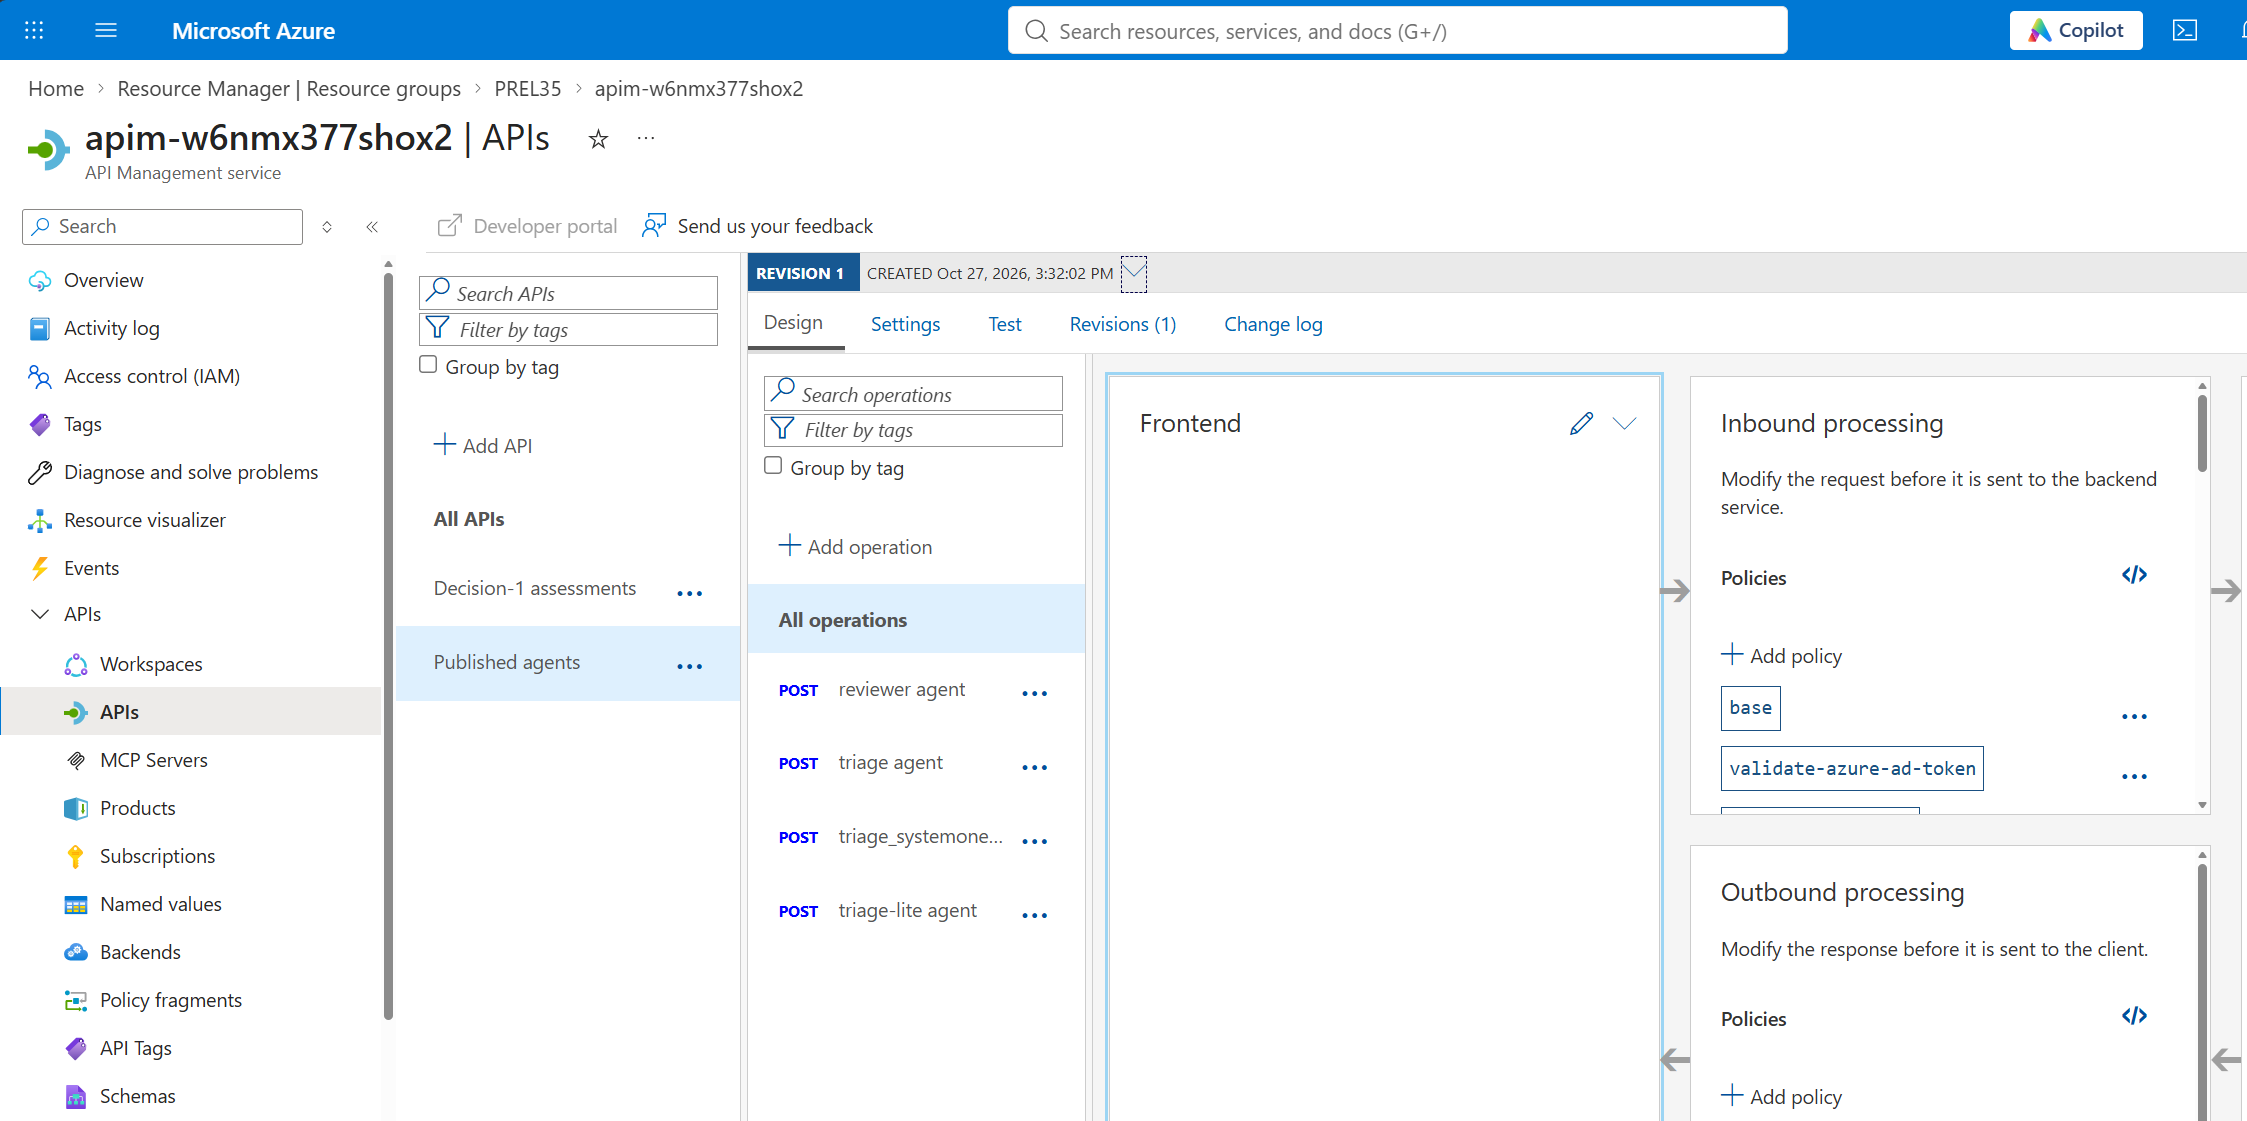 Microsoft Azure
Search resources, services, and docs (G+/)
Copilot
Home > Resource Manager | Resource groups > PREL35 > apim-w6nmx377shox2
apim-w6nmx377shox2 | APIs
API Management service
Search
Developer portal
Send us your feedback
Overview
Activity log
Access control (IAM)
Tags
Diagnose and solve problems
Resource visualizer
Events
APIs
Workspaces
APIs
MCP Servers
Products
Subscriptions
Named values
Backends
Policy fragments
API Tags
Schemas
Search APIs
Filter by tags
Group by tag
Add API
All APIs
Decision-1 assessments
Published agents
REVISION 1
CREATED Oct 27, 2026, 3:32:02 PM
Design
Settings
Test
Revisions (1)
Change log
Search operations
Filter by tags
Group by tag
Add operation
All operations
POST reviewer agent
POST triage agent
POST triage_systemone...
POST triage-lite agent
Frontend
Inbound processing
Modify the request before it is sent to the backend
service.
Policies
Add policy
base
validate-azure-ad-token
Outbound processing
Modify the response before it is sent to the client.
Policies
Add policy